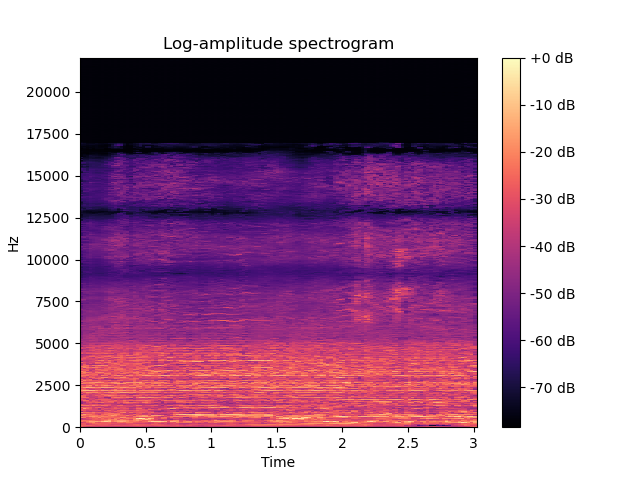 Log-amplitude spectrogram
Hz
20000
17500
15000
12500
10000
7500
5000
2500
0
0 0.5 1 1.5 2 2.5 3
Time
+0 dB
-10 dB
-20 dB
-30 dB
-40 dB
-50 dB
-60 dB
-70 dB